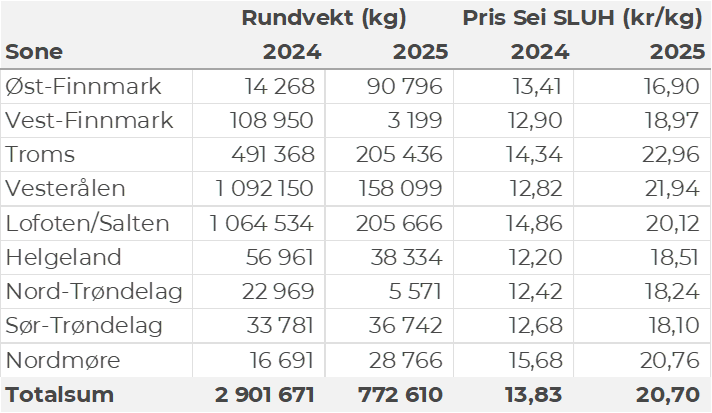 Rundvekt (kg) Pris Sei SLUH (kr/kg)
Sone 2024 2025 2024 2025
Øst-Finnmark 14 268 90 796 13,41 16,90
Vest-Finnmark 108 950 3 199 12,90 18,97
Troms 491 368 205 436 14,34 22,96
Vesterålen 1 092 150 158 099 12,82 21,94
Lofoten/Salten 1 064 534 205 666 14,86 20,12
Helgeland 56 961 38 334 12,20 18,51
Nord-Trøndelag 22 969 5 571 12,42 18,24
Sør-Trøndelag 33 781 36 742 12,68 18,10
Nordmøre 16 691 28 766 15,68 20,76
Totalsum 2 901 671 772 610 13,83 20,70